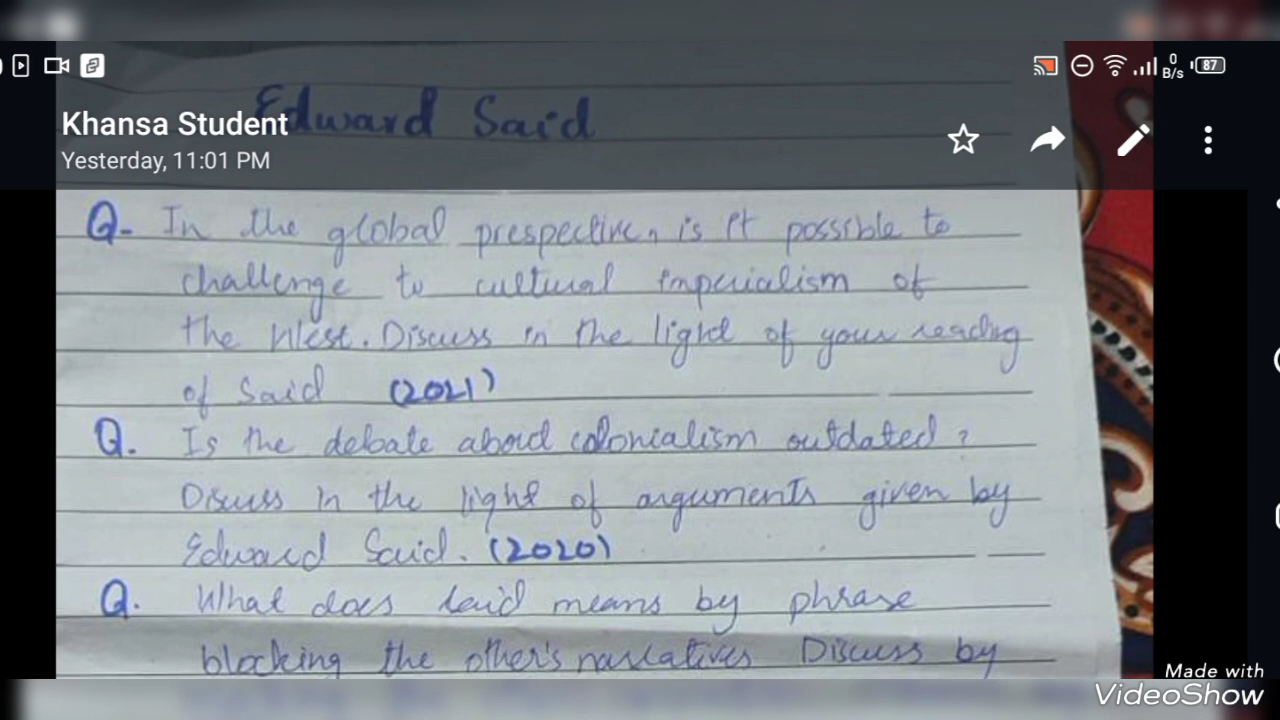 0
B/s
87
Edward Said
Khansa Student
Yesterday, 11:01 PM
Q- In the global prespective, is it possible to
challenge to cultural imperialism of
the West. Discuss in the light of your reading
of Said (2021)
Q. Is the debate about colonialism outdated?
Discuss in the light of arguments given by
Edward Said. (2020)
Q. What does Said means by phrase
blocking the other's narratives Discuss by
Made with
VideoShow